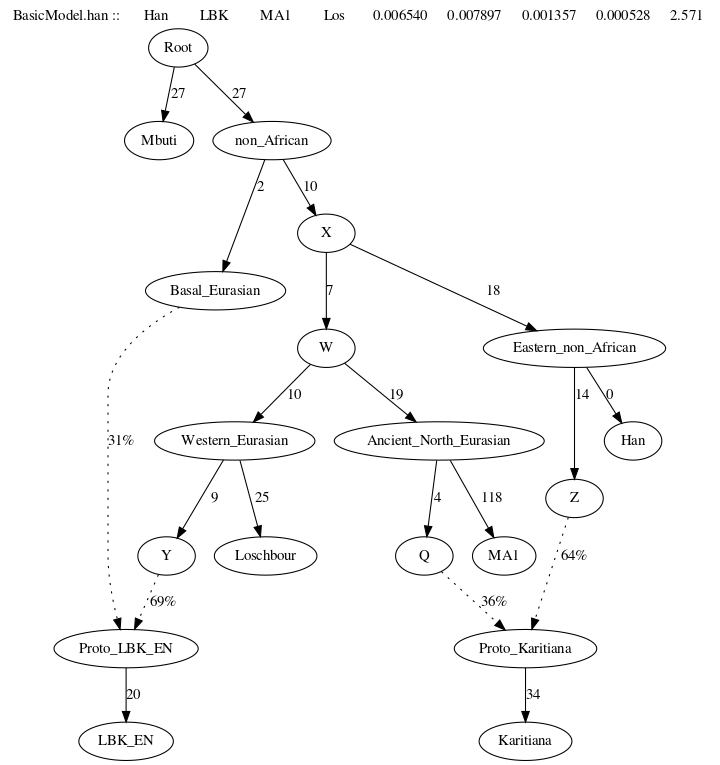 BasicModel.han :: Han LBK MA1 Los 0.006540 0.007897 0.001357 0.000528 2.571
Root
27 27
Mbuti non_African
2 10
X
Basal_Eurasian 7 18
W Eastern_non_African
10 19 14 0
31% Western_Eurasian Ancient_North_Eurasian Han
9 25 4 118 Z
Y Loschbour Q MA1 64%
69% 36%
Proto_LBK_EN Proto_Karitiana
20 34
LBK_EN Karitiana